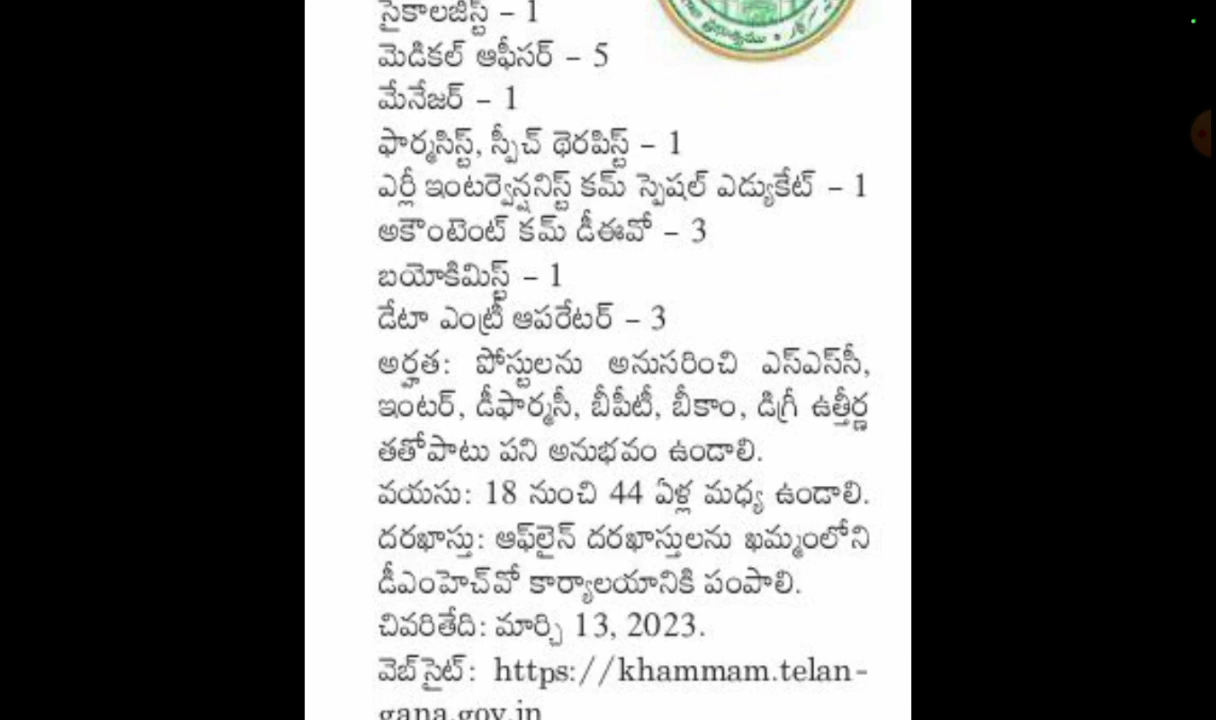 సైకాలజిస్ట్ – 1
మెడికల్ ఆఫీసర్ – 5
మేనేజర్ – 1
ఫార్మసిస్ట్, స్పీచ్ థెరపిస్ట్ – 1
ఎర్లీ ఇంటర్వెన్షనిస్ట్ కమ్ స్పెషల్ ఎడ్యుకేట్ – 1
అకౌంటెంట్ కమ్ డీఈవో – 3
బయోకిమిస్ట్ – 1
డేటా ఎంట్రీ ఆపరేటర్ – 3
అర్హత: పోస్టులను అనుసరించి ఎస్ఎస్‌సీ,
ఇంటర్, డీఫార్మసీ, బీపీటీ, బీకాం, డిగ్రీ ఉత్తీర్ణ
తతోపాటు పని అనుభవం ఉండాలి.
వయసు: 18 నుంచి 44 ఏళ్ల మధ్య ఉండాలి.
దరఖాస్తు: ఆఫ్‌లైన్ దరఖాస్తులను ఖమ్మంలోని
డీఎంహెచ్‌వో కార్యాలయానికి పంపాలి.
చివరితేది: మార్చి 13, 2023.
వెబ్‌సైట్: https://khammam.telan-
gana.gov.in